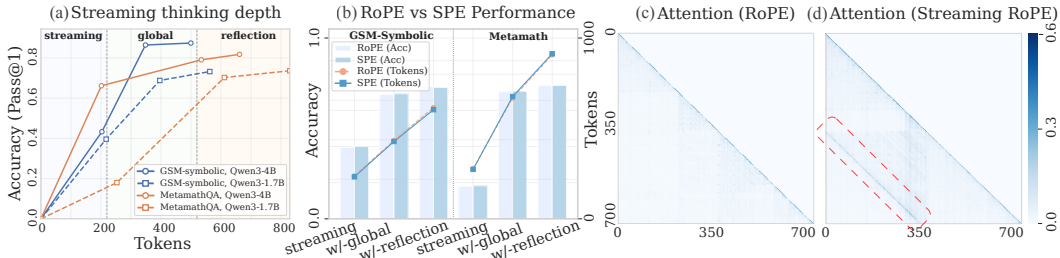 (a) Streaming thinking depth
streaming
global
reflection
Accuracy (Pass@1)
0.8
0.6
0.4
0.2
0.0
GSM-symbolic, Qwen3-4B
GSM-symbolic, Qwen3-1.7B
MetamathQA, Qwen3-4B
MetamathQA, Qwen3-1.7B
0 200 400 600 800
Tokens
(b) RoPE vs SPE Performance
GSM-Symbolic
Metamath
RoPE (Acc)
SPE (Acc)
RoPE (Tokens)
SPE (Tokens)
1.0
Accuracy
0.0
1000
Tokens
0
streaming
w/-global
w/-reflection
streaming
w/-global
w/-reflection
(c) Attention (RoPE)
0
350
700
0 350 700
(d) Attention (Streaming RoPE)
0 350 700
0.6
0.3
0.0